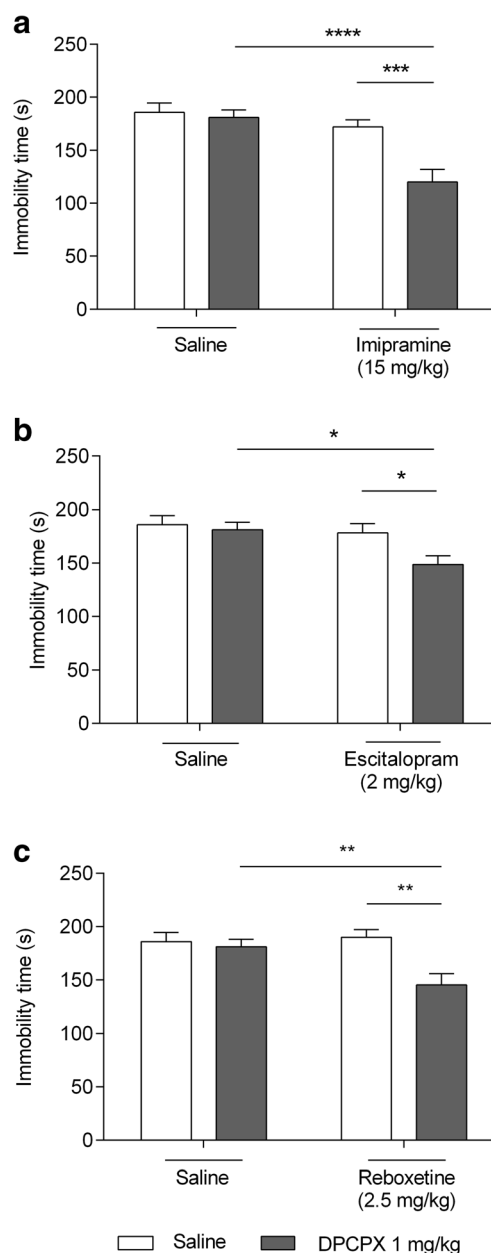 a
****
***
250
200
150
100
50
0
Immobility time (s)
Saline
Imipramine
(15 mg/kg)
b
*
*
250
200
150
100
50
0
Immobility time (s)
Saline
Escitalopram
(2 mg/kg)
c
**
**
250
200
150
100
50
0
Immobility time (s)
Saline
Reboxetine
(2.5 mg/kg)
Saline DPCPX 1 mg/kg